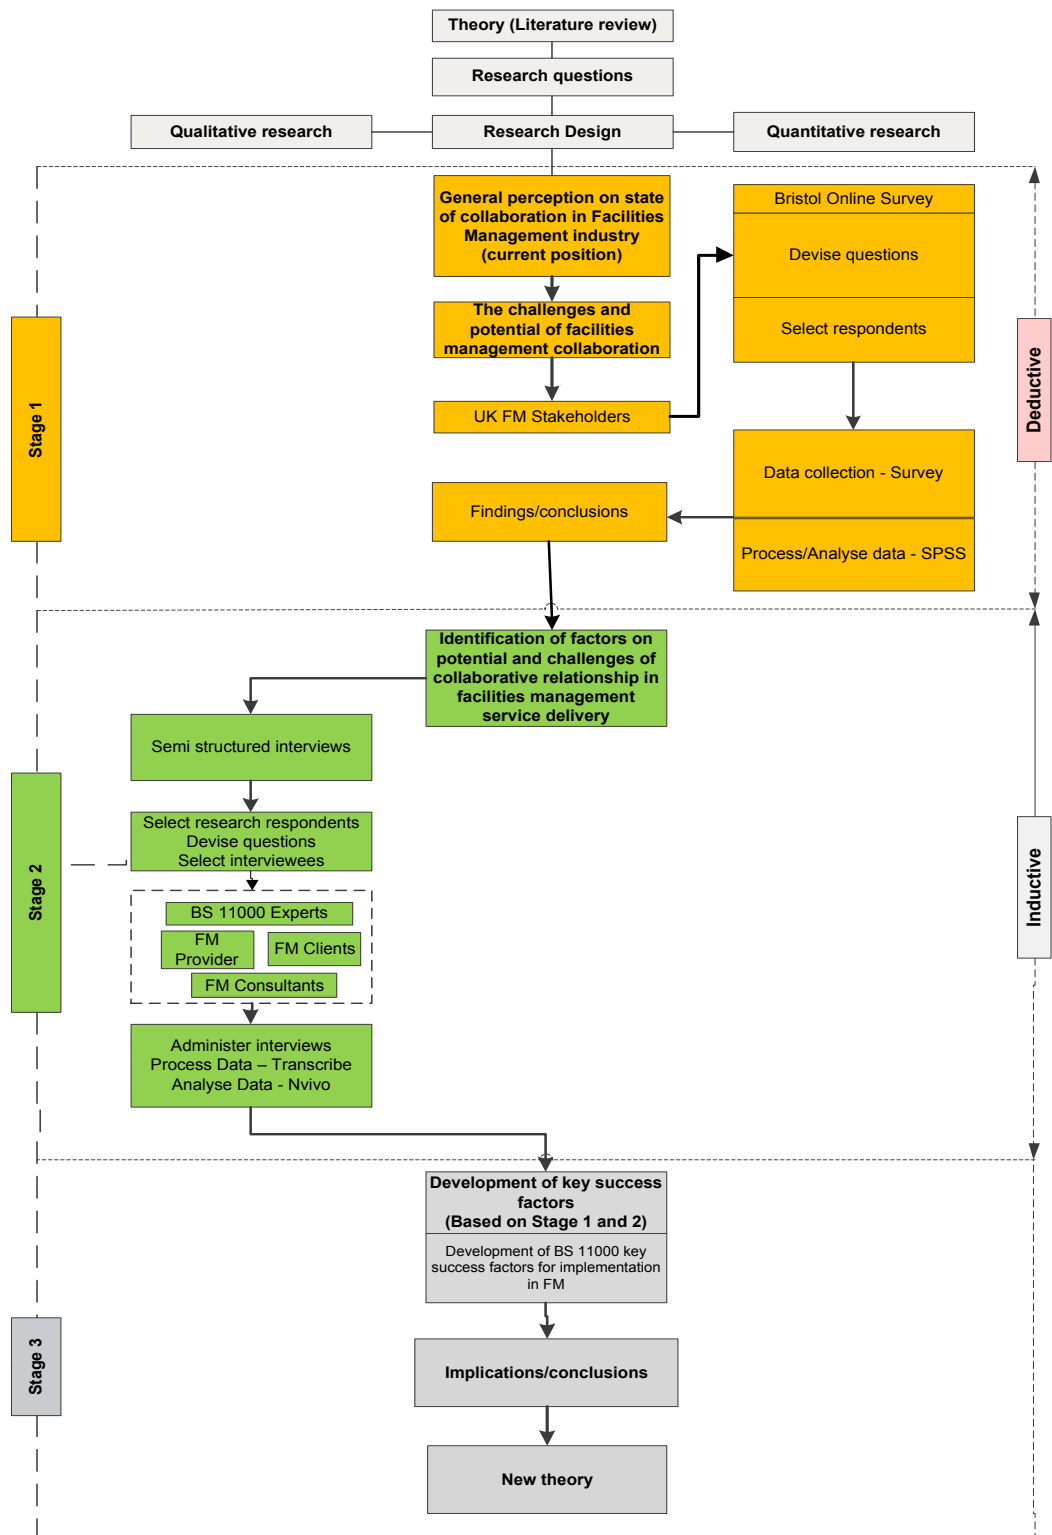 Theory (Literature review)
Research questions
Qualitative research
Research Design
Quantitative research
General perception on state
of collaboration in Facilities
Management industry
(current position)
Bristol Online Survey
Devise questions
Select respondents
The challenges and
potential of facilities
management collaboration
UK FM Stakeholders
Stage 1
Deductive
Data collection - Survey
Process/Analyse data - SPSS
Findings/conclusions
Identification of factors on
potential and challenges of
collaborative relationship in
facilities management
service delivery
Semi structured interviews
Select research respondents
Devise questions
Select interviewees
Stage 2
Inductive
BS 11000 Experts
FM
Provider
FM Clients
FM Consultants
Administer interviews
Process Data – Transcribe
Analyse Data - Nvivo
Development of key success
factors
(Based on Stage 1 and 2)
Development of BS 11000 key
success factors for implementation
in FM
Stage 3
Implications/conclusions
New theory